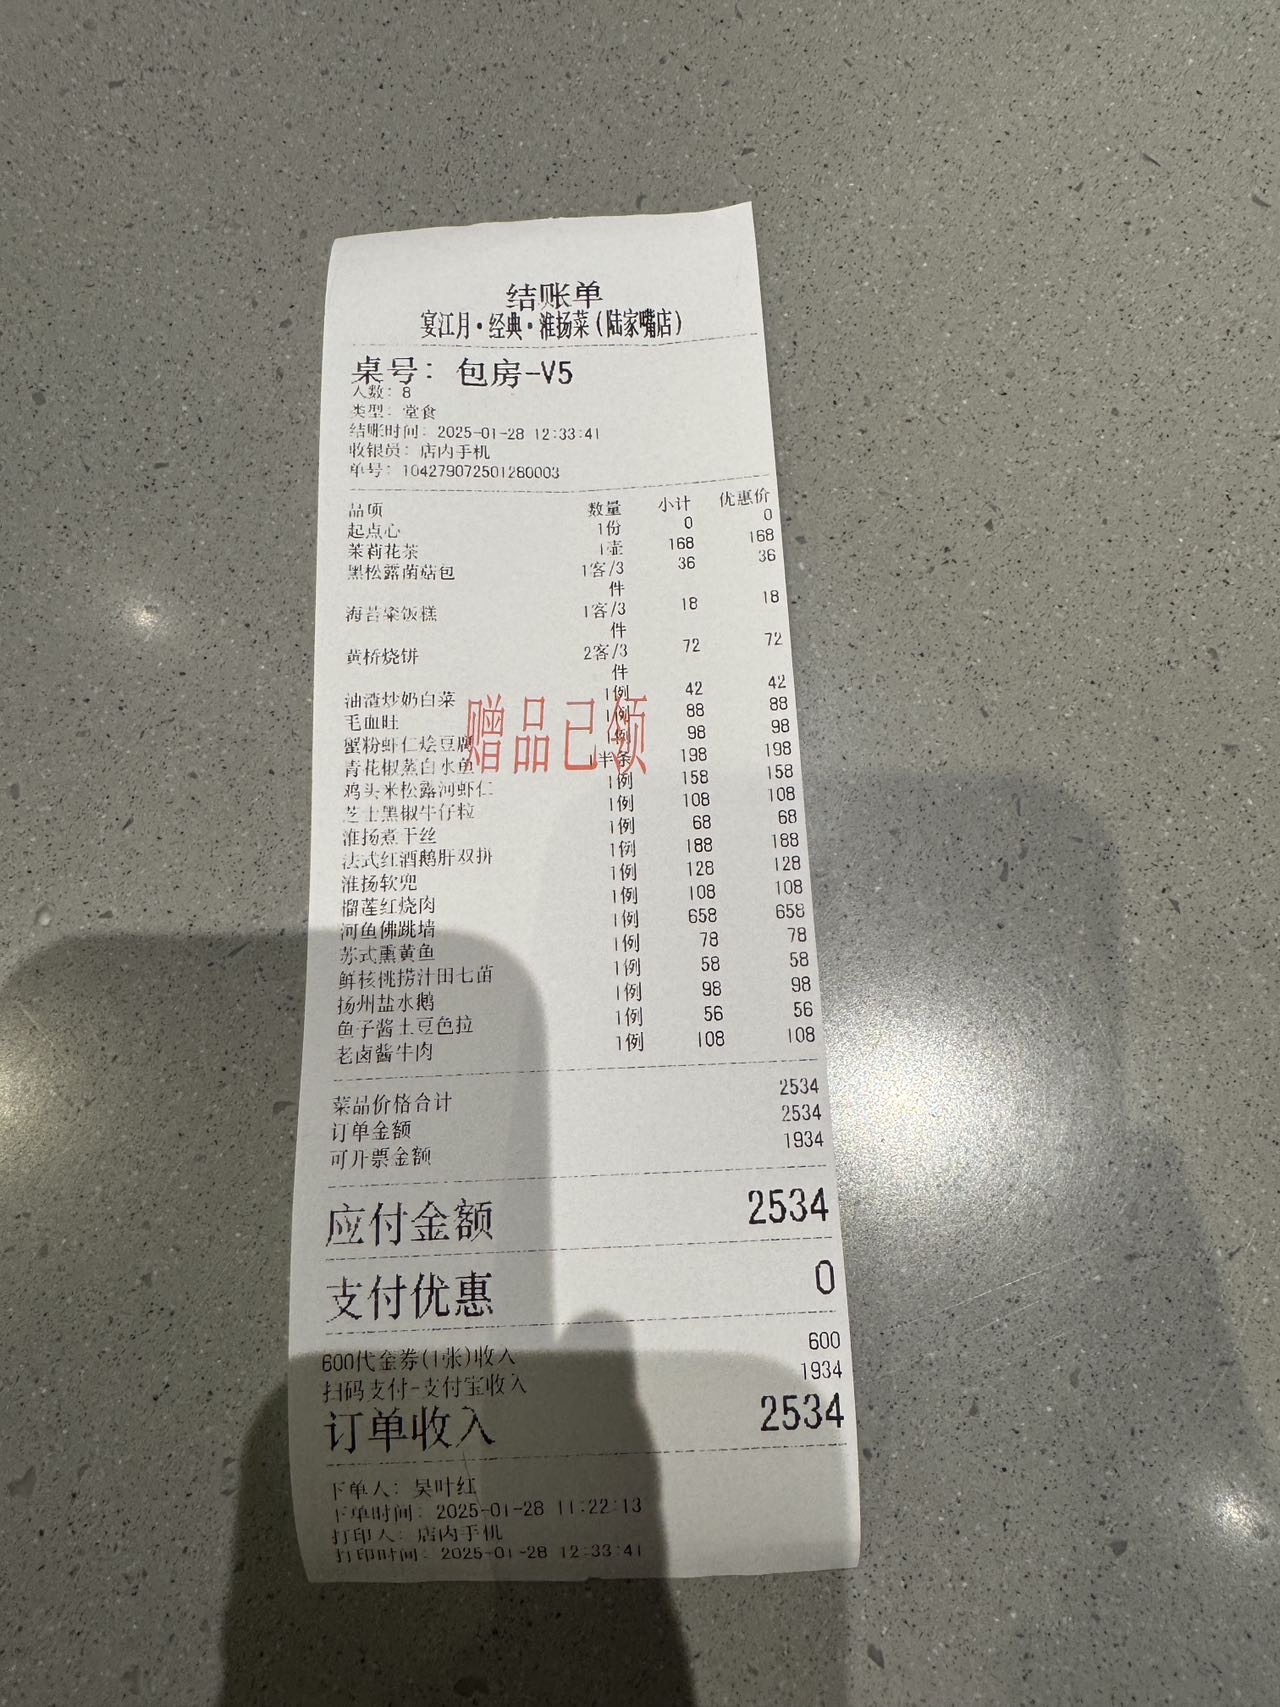 结账单
宴江月·经典·淮扬菜(陆家嘴店)
桌号: 包房-V5
人数: 8
类型: 堂食
结账时间: 2025-01-28 12:33:41
收银员: 店内手机
单号: 104279072501280003
品项 数量 小计 优惠价
起点心 1份 0 0
茉莉花茶 1壶 168 168
黑松露菌菇包 1客/3件 36 36
海苔粢饭糕 1客/3件 18 18
黄桥烧饼 2客/3件 72 72
油渣炒奶白菜 1例 42 42
毛血旺 1例 88 88
蟹粉虾仁烩豆腐 1例 98 98
青花椒蒸白水鱼 1半条 198 198
鸡头米松露河虾仁 1例 158 158
芝士黑椒牛仔粒 1例 108 108
淮扬煮干丝 1例 68 68
法式红酒鹅肝双拼 1例 188 188
淮扬软兜 1例 128 128
榴莲红烧肉 1例 108 108
河鱼佛跳墙 1例 658 658
苏式熏黄鱼 1例 78 78
鲜核桃捞汁田七苗 1例 58 58
扬州盐水鹅 1例 98 98
鱼子酱土豆色拉 1例 56 56
老卤酱牛肉 1例 108 108
赠品已领
菜品价格合计 2534
订单金额 2534
可开票金额 1934
应付金额 2534
支付优惠 0
600代金券(1张)收入 600
扫码支付-支付宝收入 1934
订单收入 2534
下单人: 吴叶红
下单时间: 2025-01-28 11:22:13
打印人: 店内手机
打印时间: 2025-01-28 12:33:41